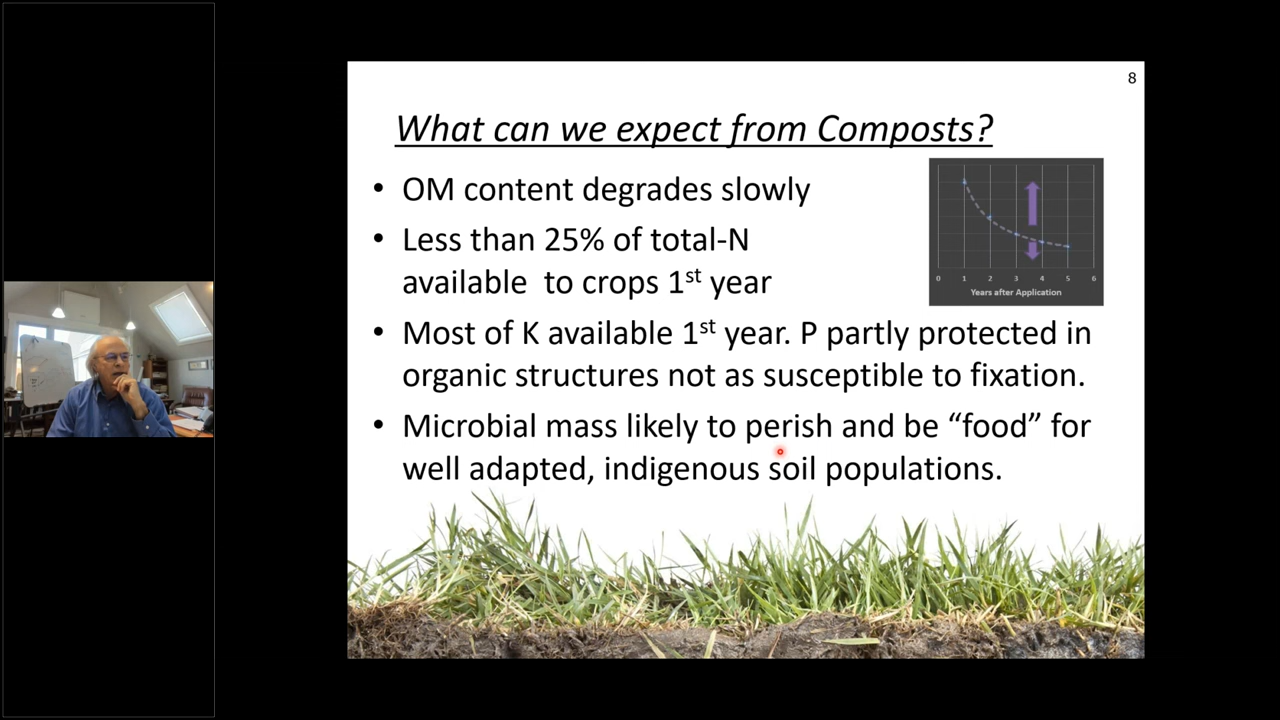 8
What can we expect from Composts?
• OM content degrades slowly
• Less than 25% of total-N
available to crops 1st year
0 1 2 3 4 5 6
Years after Application
• Most of K available 1st year. P partly protected in
organic structures not as susceptible to fixation.
• Microbial mass likely to perish and be “food” for
well adapted, indigenous soil populations.